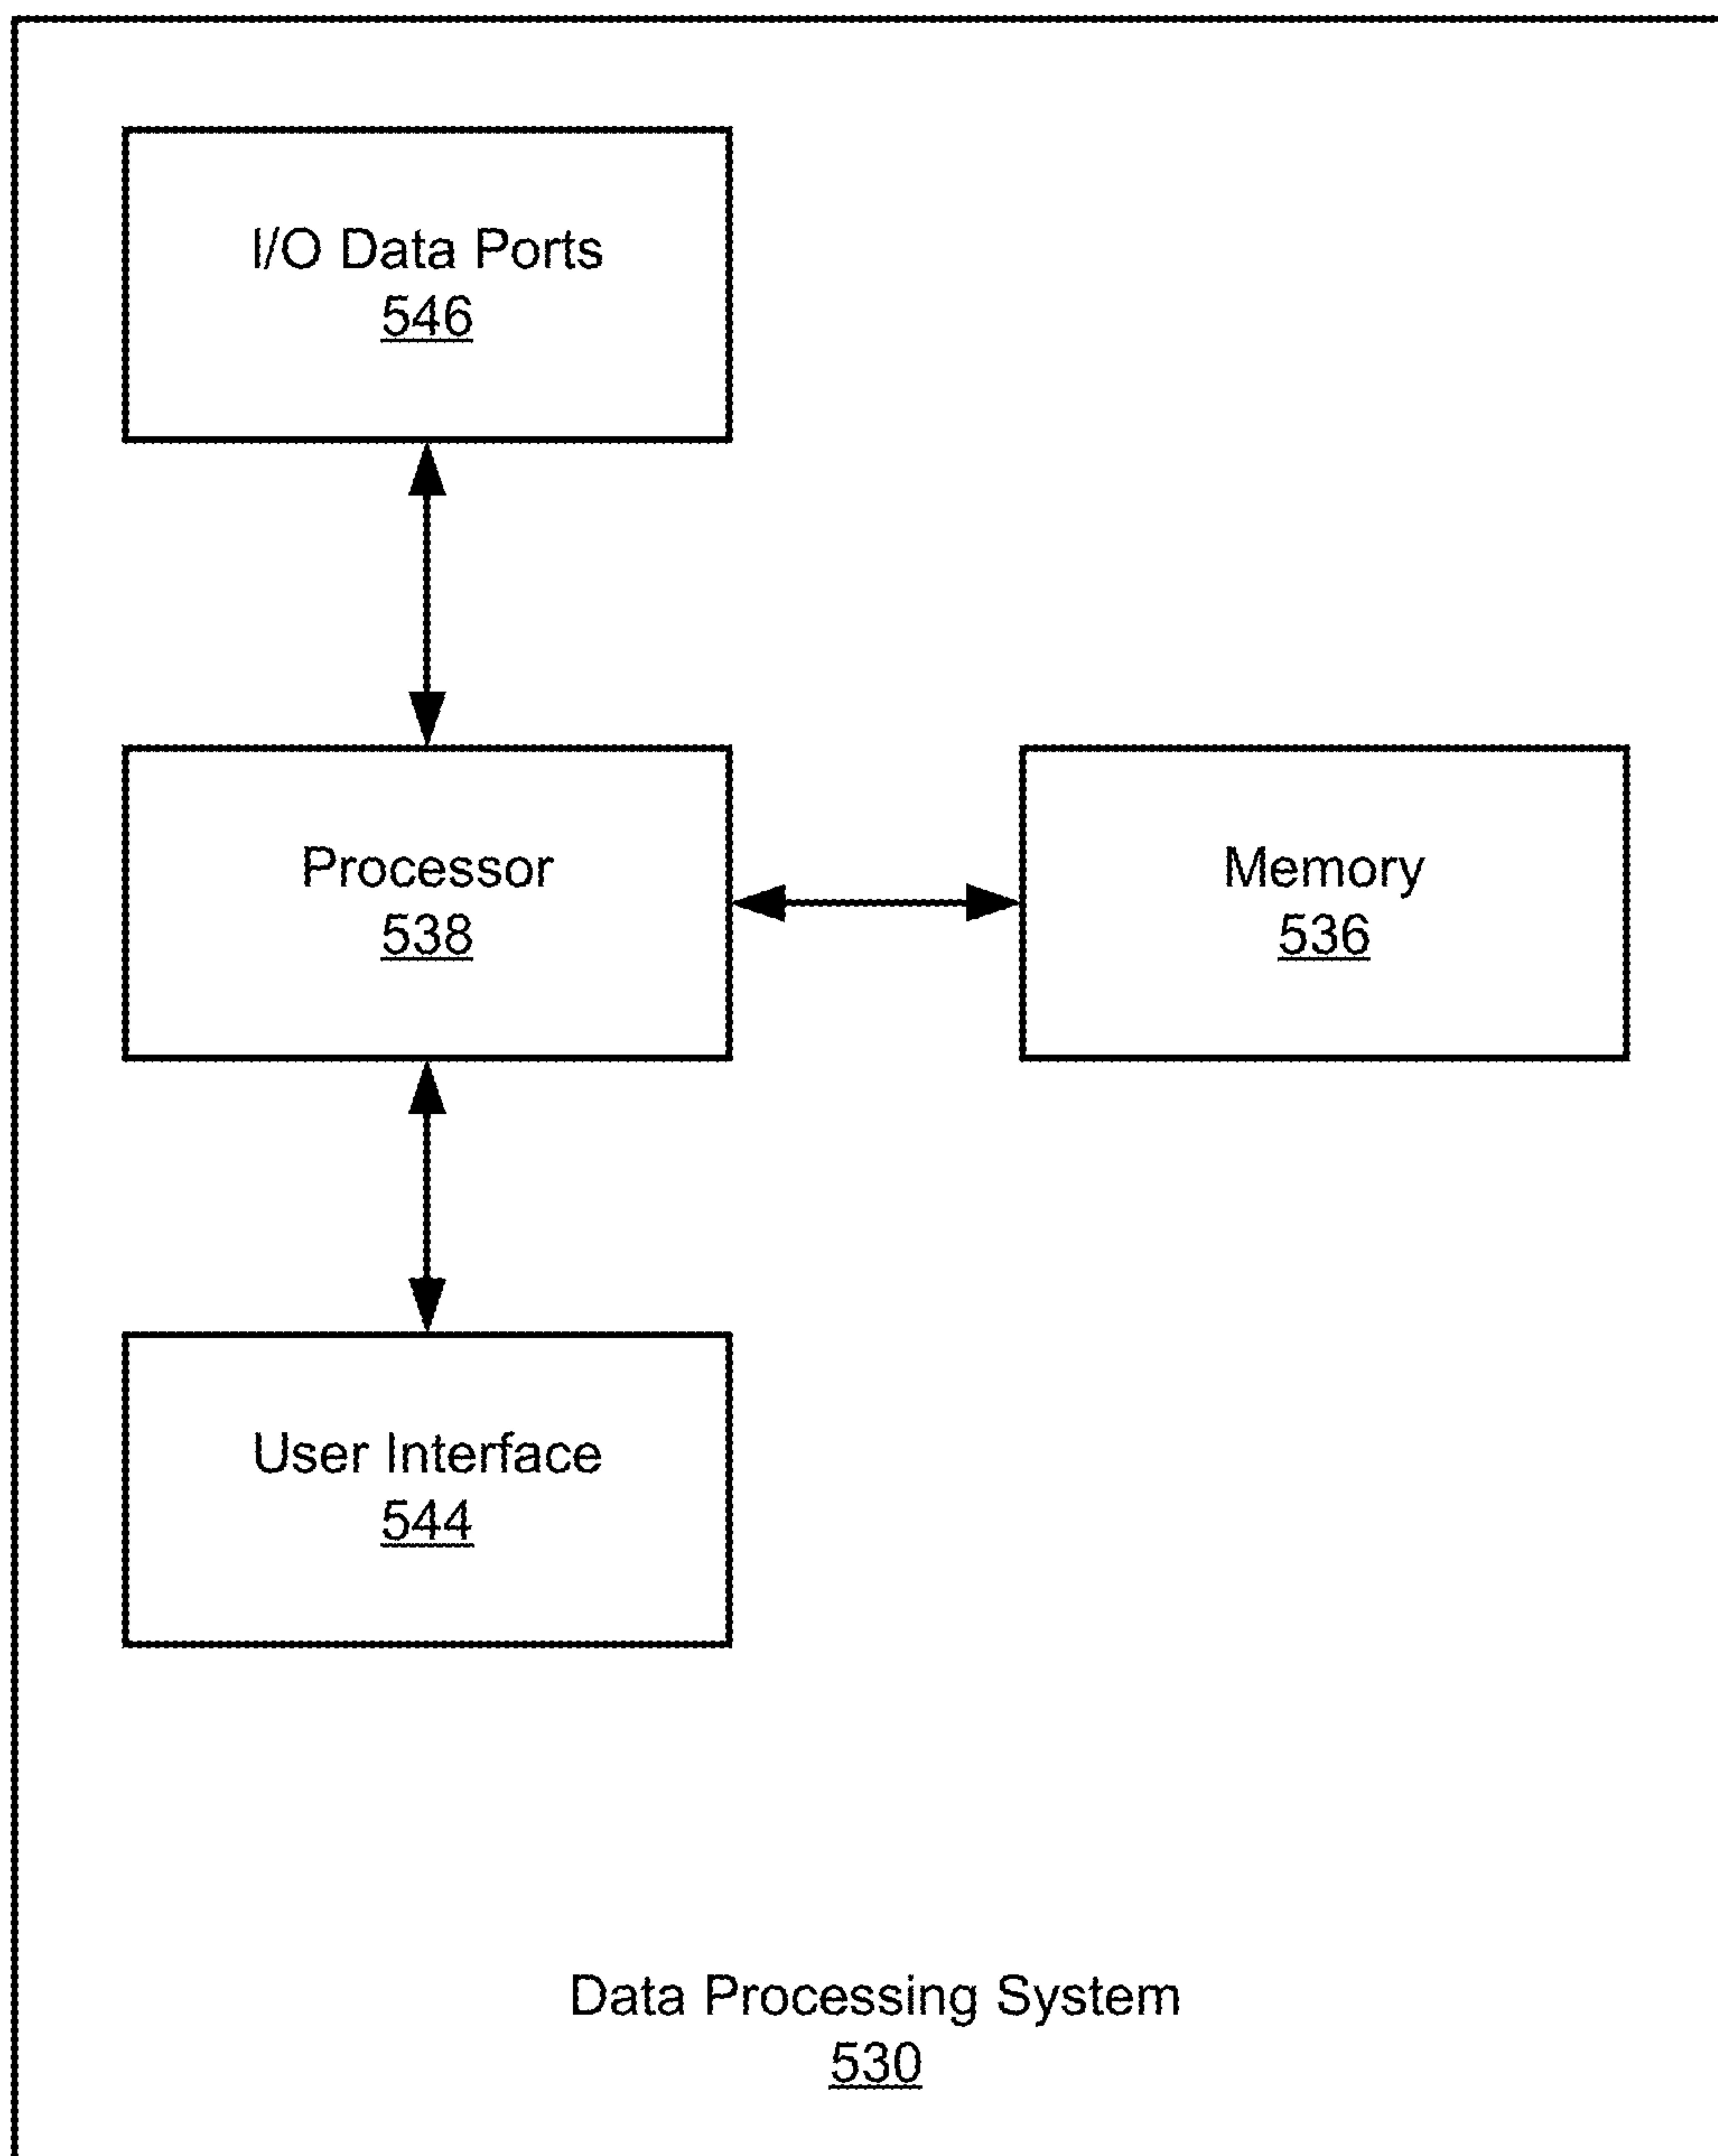 I/O Data Ports
546
Processor
538
Memory
536
User Interface
544
Data Processing System
530